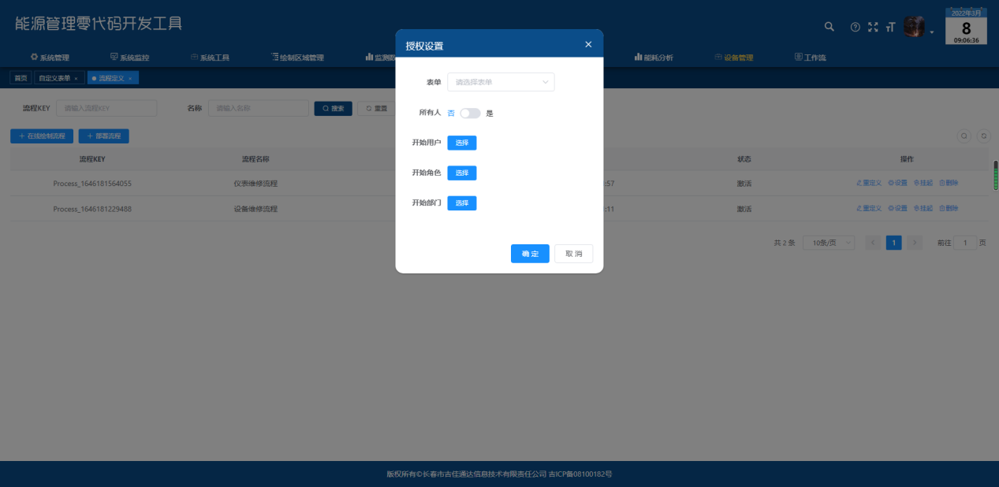 能源管理零代码开发工具
2022年3月
8
09:06:36
系统管理 系统监控 系统工具 绘制区域管理 监测数 能耗分析 设备管理 工作流
首页 自定义表单 × 流程定义 ×
授权设置
流程KEY 请输入流程KEY 名称 请输入名称 搜索 重置
+ 在线绘制流程 + 部署流程
流程KEY 流程名称 状态 操作
Process_1646181564055 仪表维修流程 :57 激活 重定义 设置 挂起 删除
Process_1646181229488 设备维修流程 :11 激活 重定义 设置 挂起 删除
共 2 条 10条/页 < 1 > 前往 1 页
表单 请选择表单
所有人 否 是
开始用户 选择
开始角色 选择
开始部门 选择
确 定 取 消
版权所有©长春市吉佳通达信息技术有限责任公司 吉ICP备08100182号